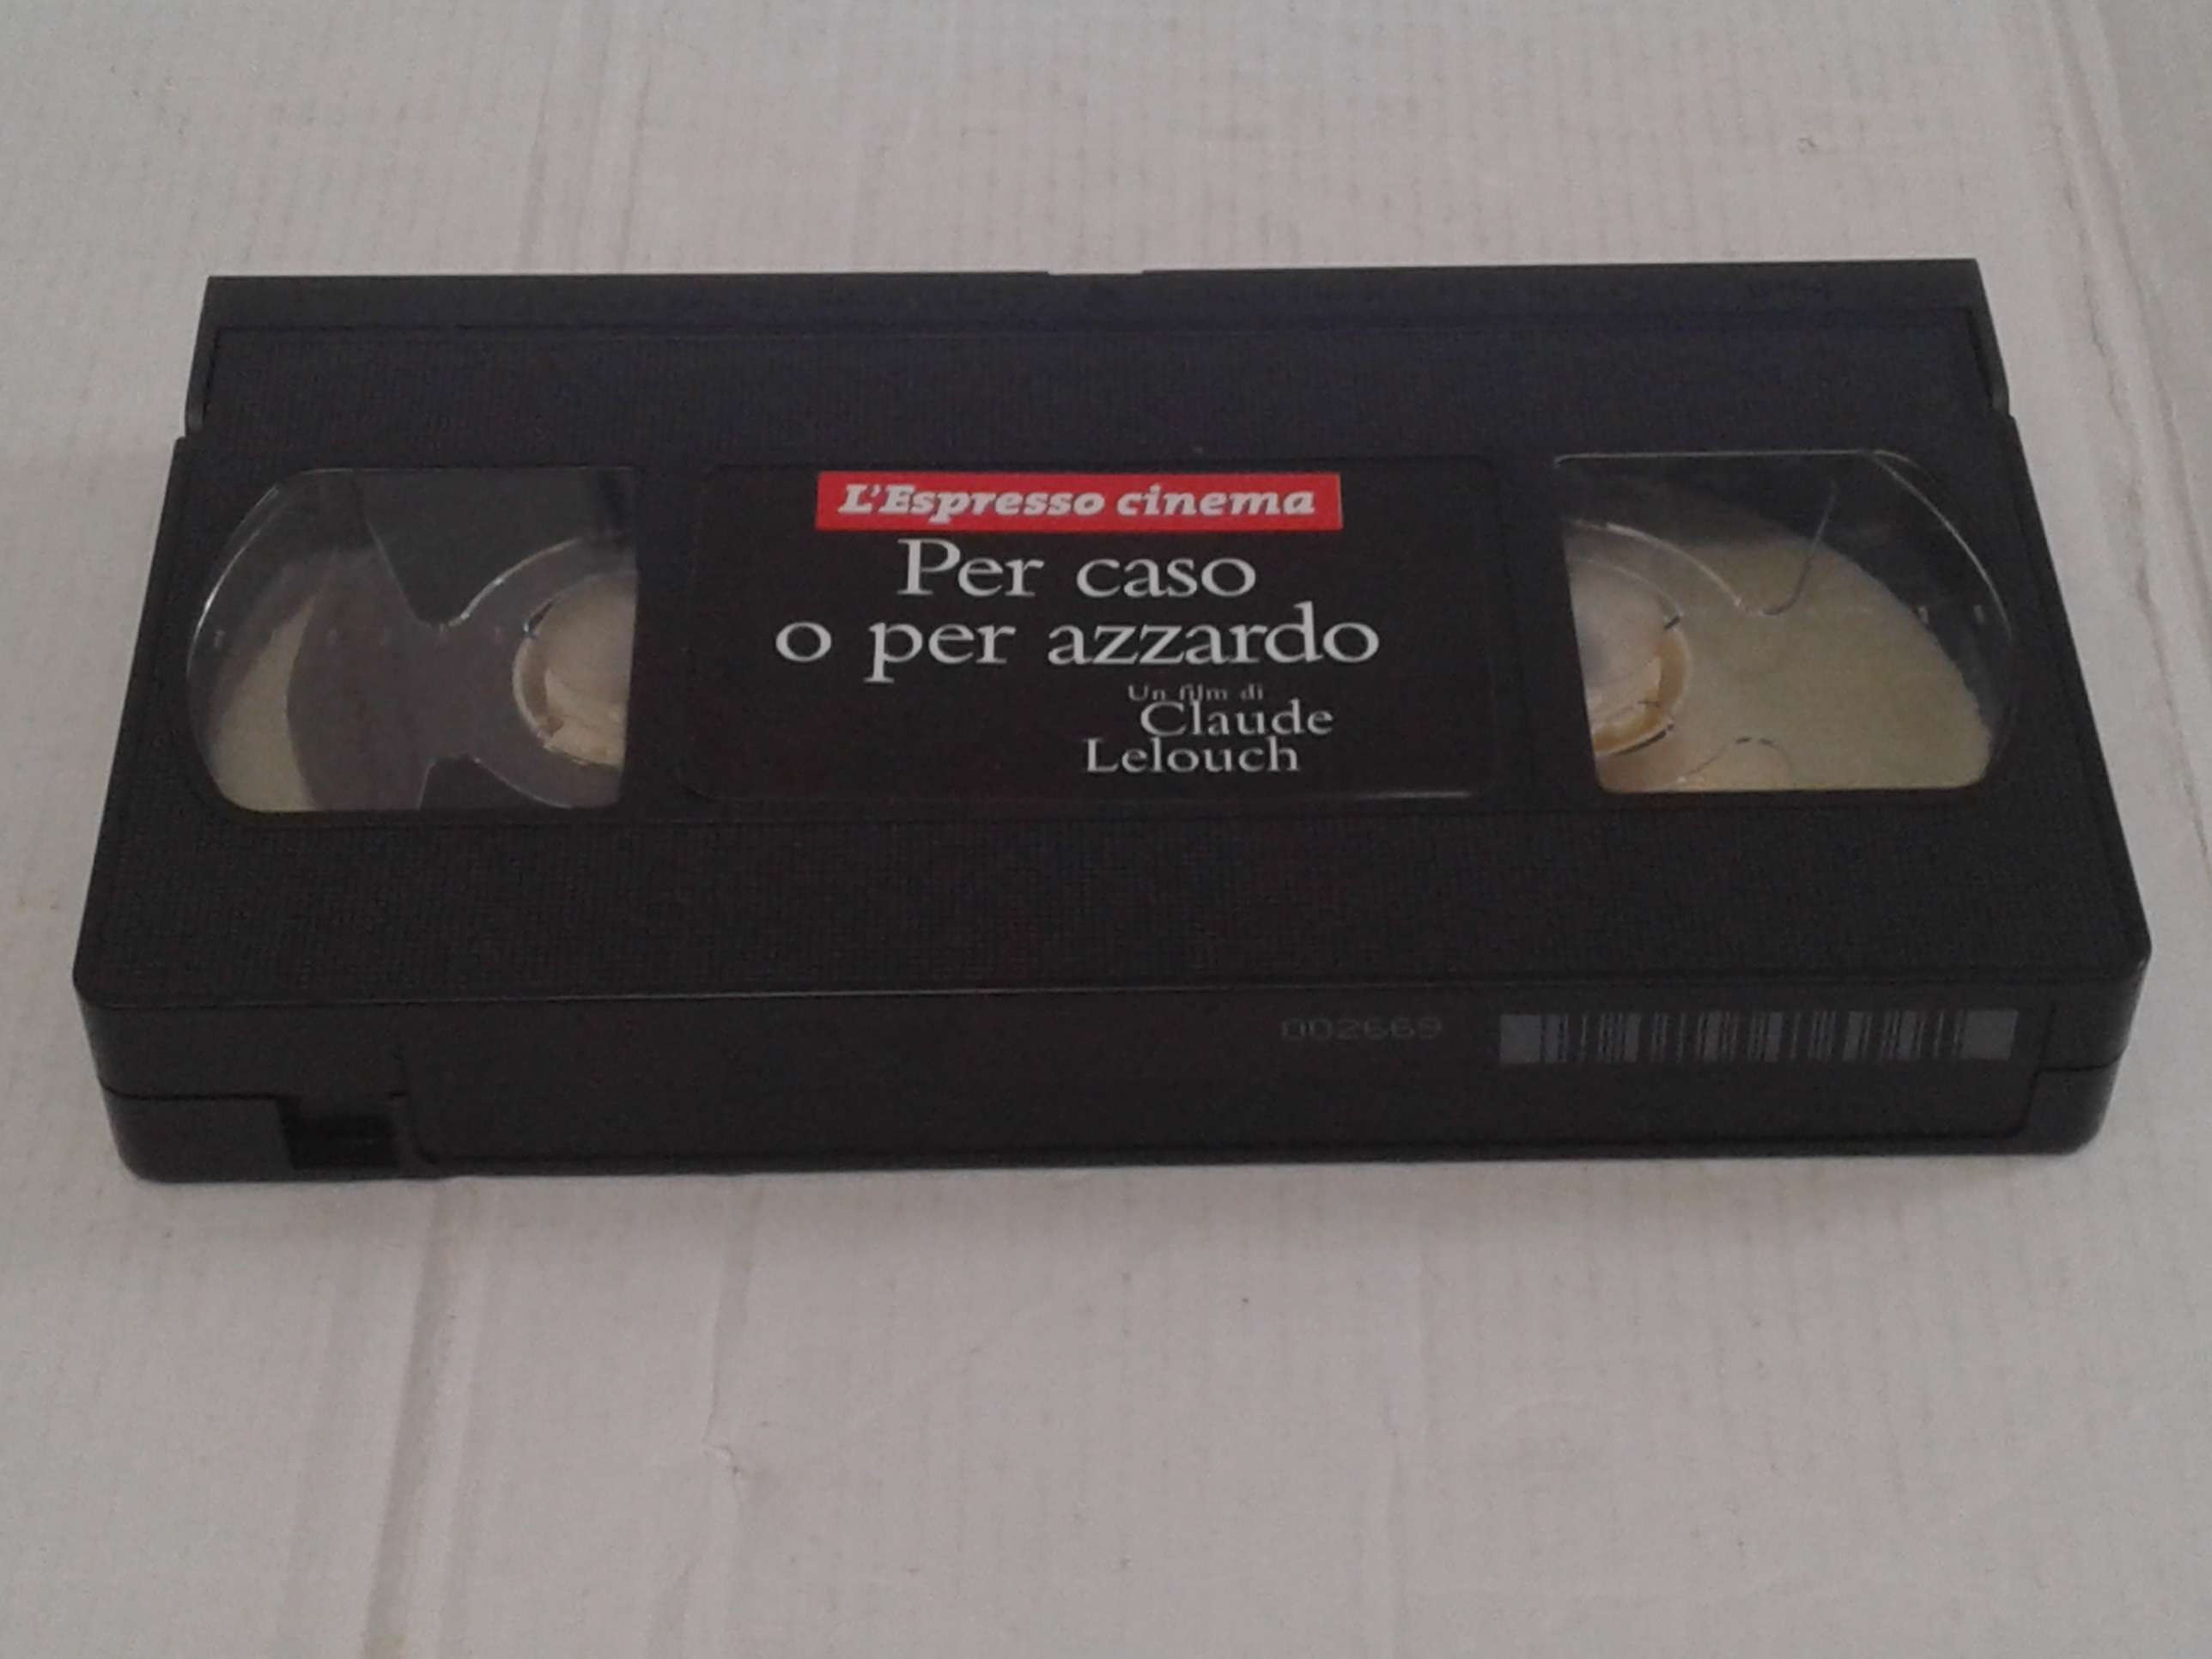 L'Espresso cinema
Per caso
o per azzardo
Un film di
Claude
Lelouch
002669